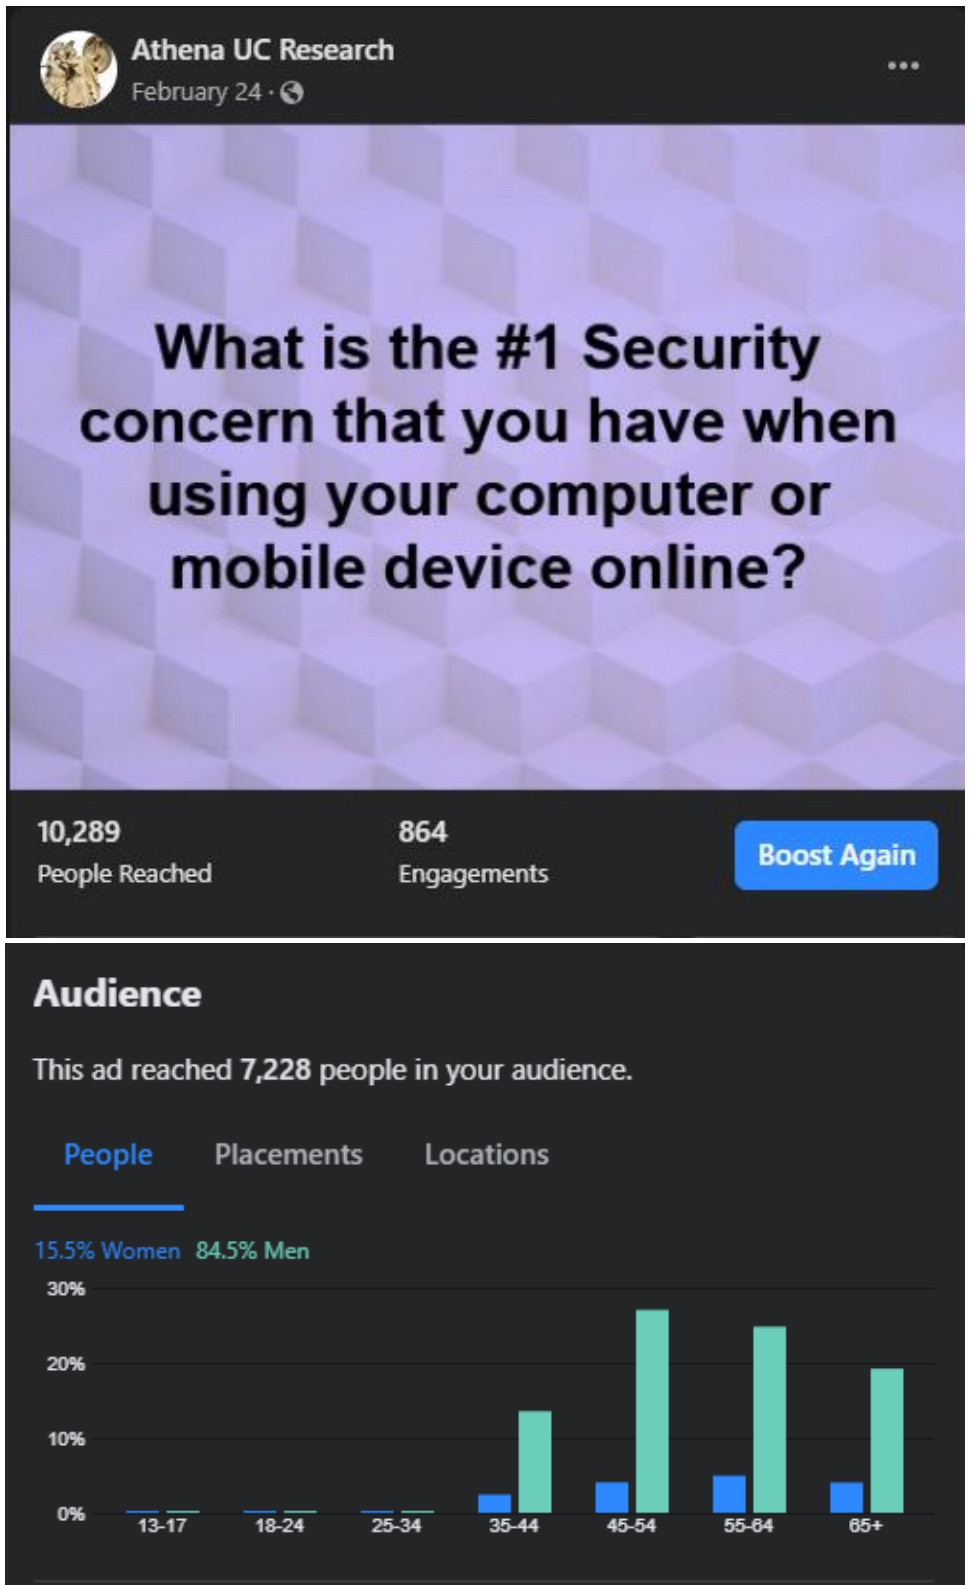 Athena UC Research
February 24 ·
What is the #1 Security
concern that you have when
using your computer or
mobile device online?
10,289
People Reached
864
Engagements
Boost Again
Audience
This ad reached 7,228 people in your audience.
People Placements Locations
15.5% Women 84.5% Men
30%
20%
10%
0%
13-17 18-24 25-34 35-44 45-54 55-64 65+